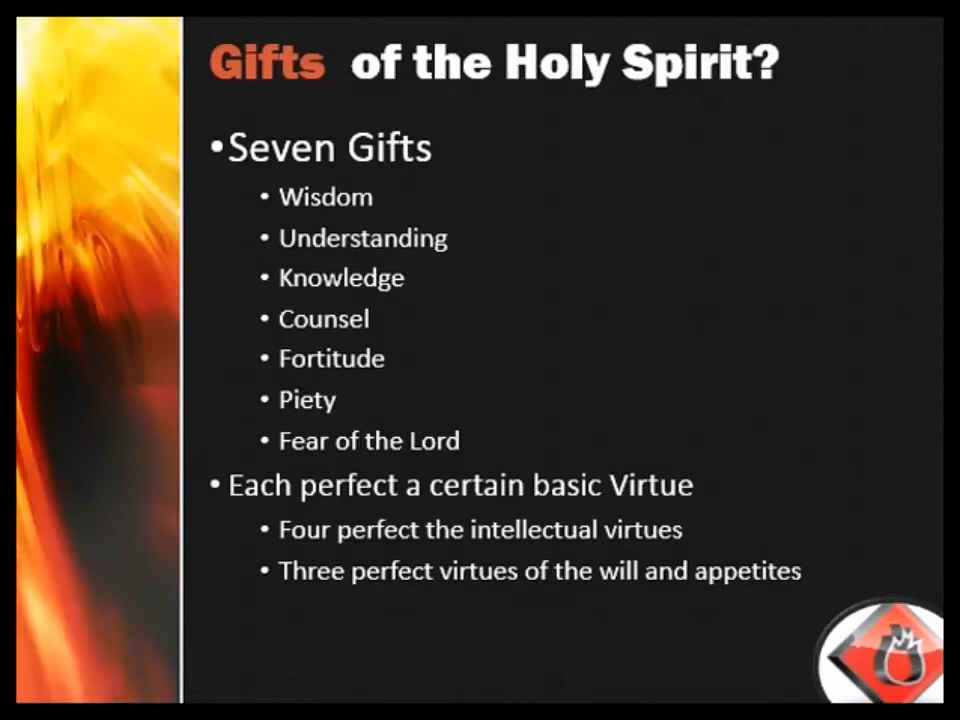 Gifts of the Holy Spirit?
•Seven Gifts
• Wisdom
• Understanding
• Knowledge
• Counsel
• Fortitude
• Piety
• Fear of the Lord
• Each perfect a certain basic Virtue
• Four perfect the intellectual virtues
• Three perfect virtues of the will and appetites